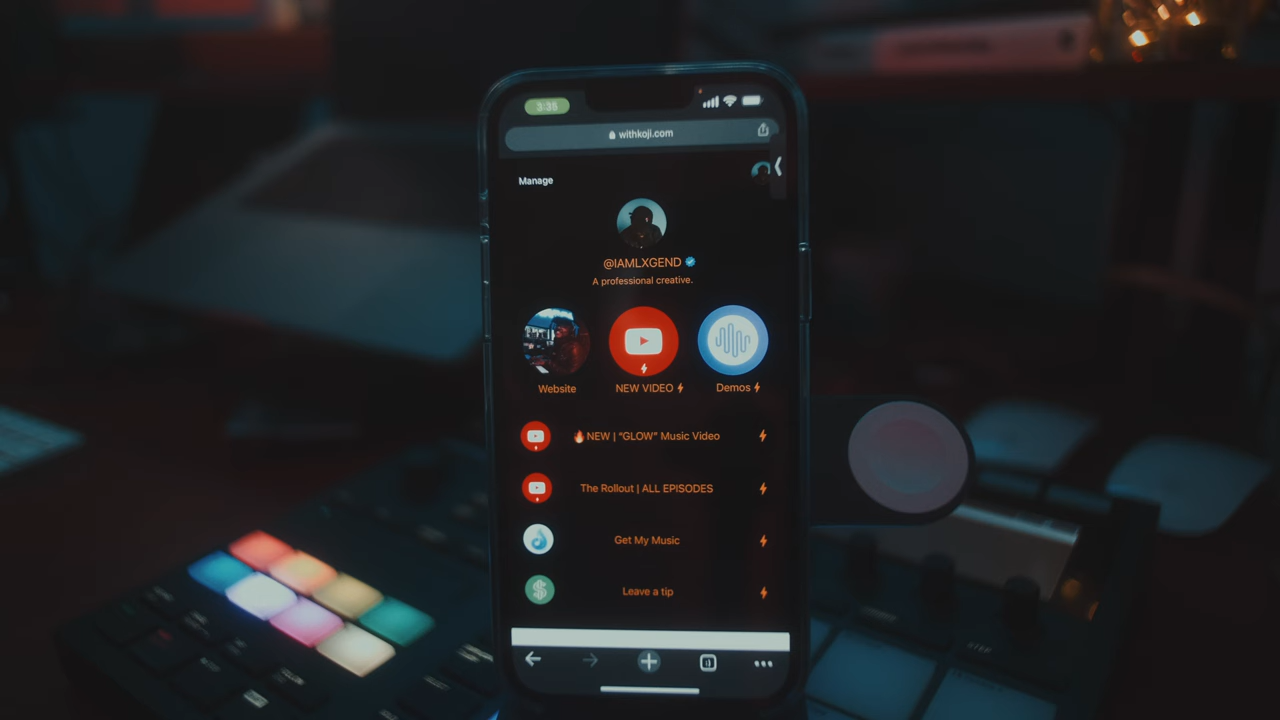 3:35
withkoji.com
Manage
@IAMLXGEND
A professional creative.
Website
NEW VIDEO
Demos
NEW | "GLOW" Music Video
The Rollout | ALL EPISODES
Get My Music
Leave a tip